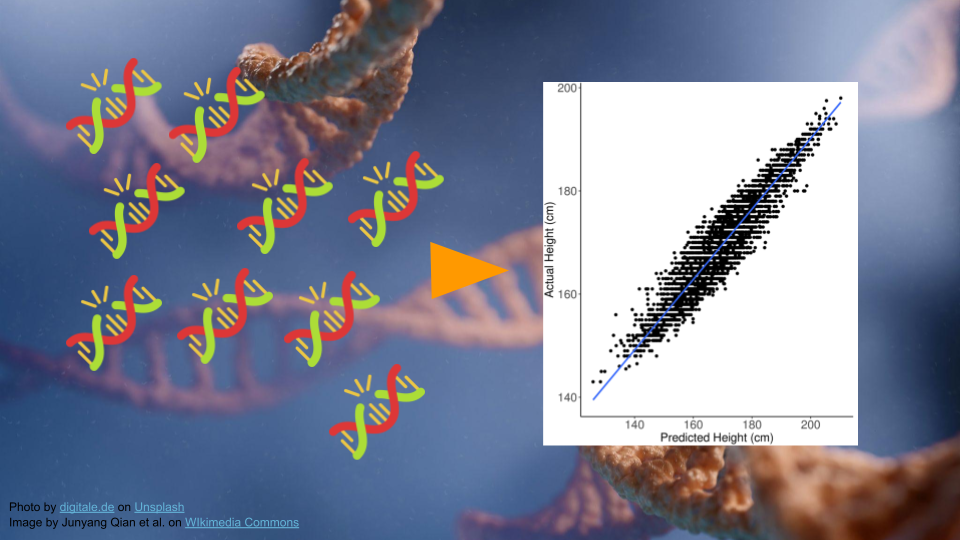 200
180
160
140
Actual Height (cm)
140 160 180 200
Predicted Height (cm)
Photo by digitale.de on Unsplash
Image by Junyang Qian et al. on WIkimedia Commons